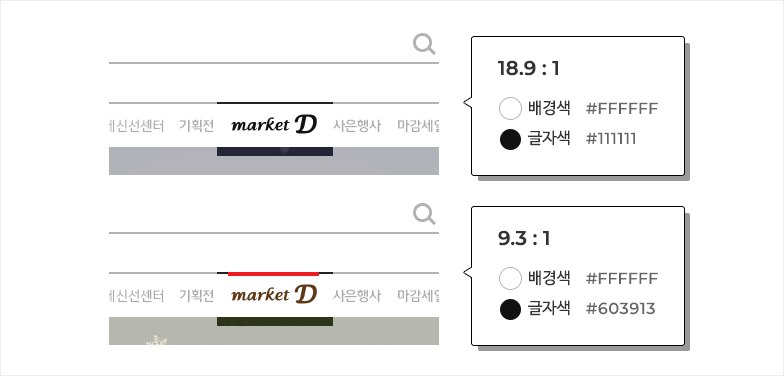 18.9 : 1
배경색 #FFFFFF
글자색 #111111
신선센터 기획전 market D 사은행사 마감세일
9.3 : 1
배경색 #FFFFFF
글자색 #603913
신선센터 기획전 market D 사은행사 마감세일